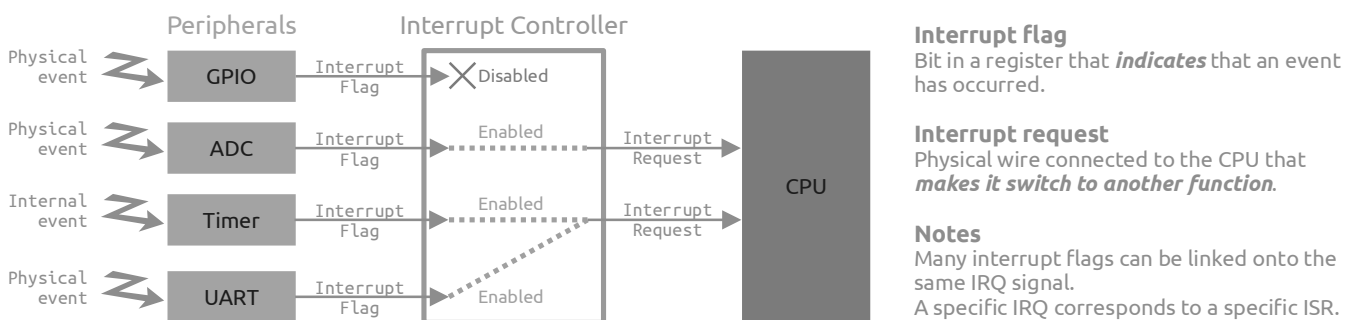 Peripherals
Interrupt Controller
Physical
event
GPIO
Interrupt
Flag
Disabled
Physical
event
ADC
Interrupt
Flag
Enabled
Interrupt
Request
CPU
Internal
event
Timer
Interrupt
Flag
Enabled
Interrupt
Request
Physical
event
UART
Interrupt
Flag
Enabled
Interrupt flag
Bit in a register that indicates that an event
has occurred.
Interrupt request
Physical wire connected to the CPU that
makes it switch to another function.
Notes
Many interrupt flags can be linked onto the
same IRQ signal.
A specific IRQ corresponds to a specific ISR.